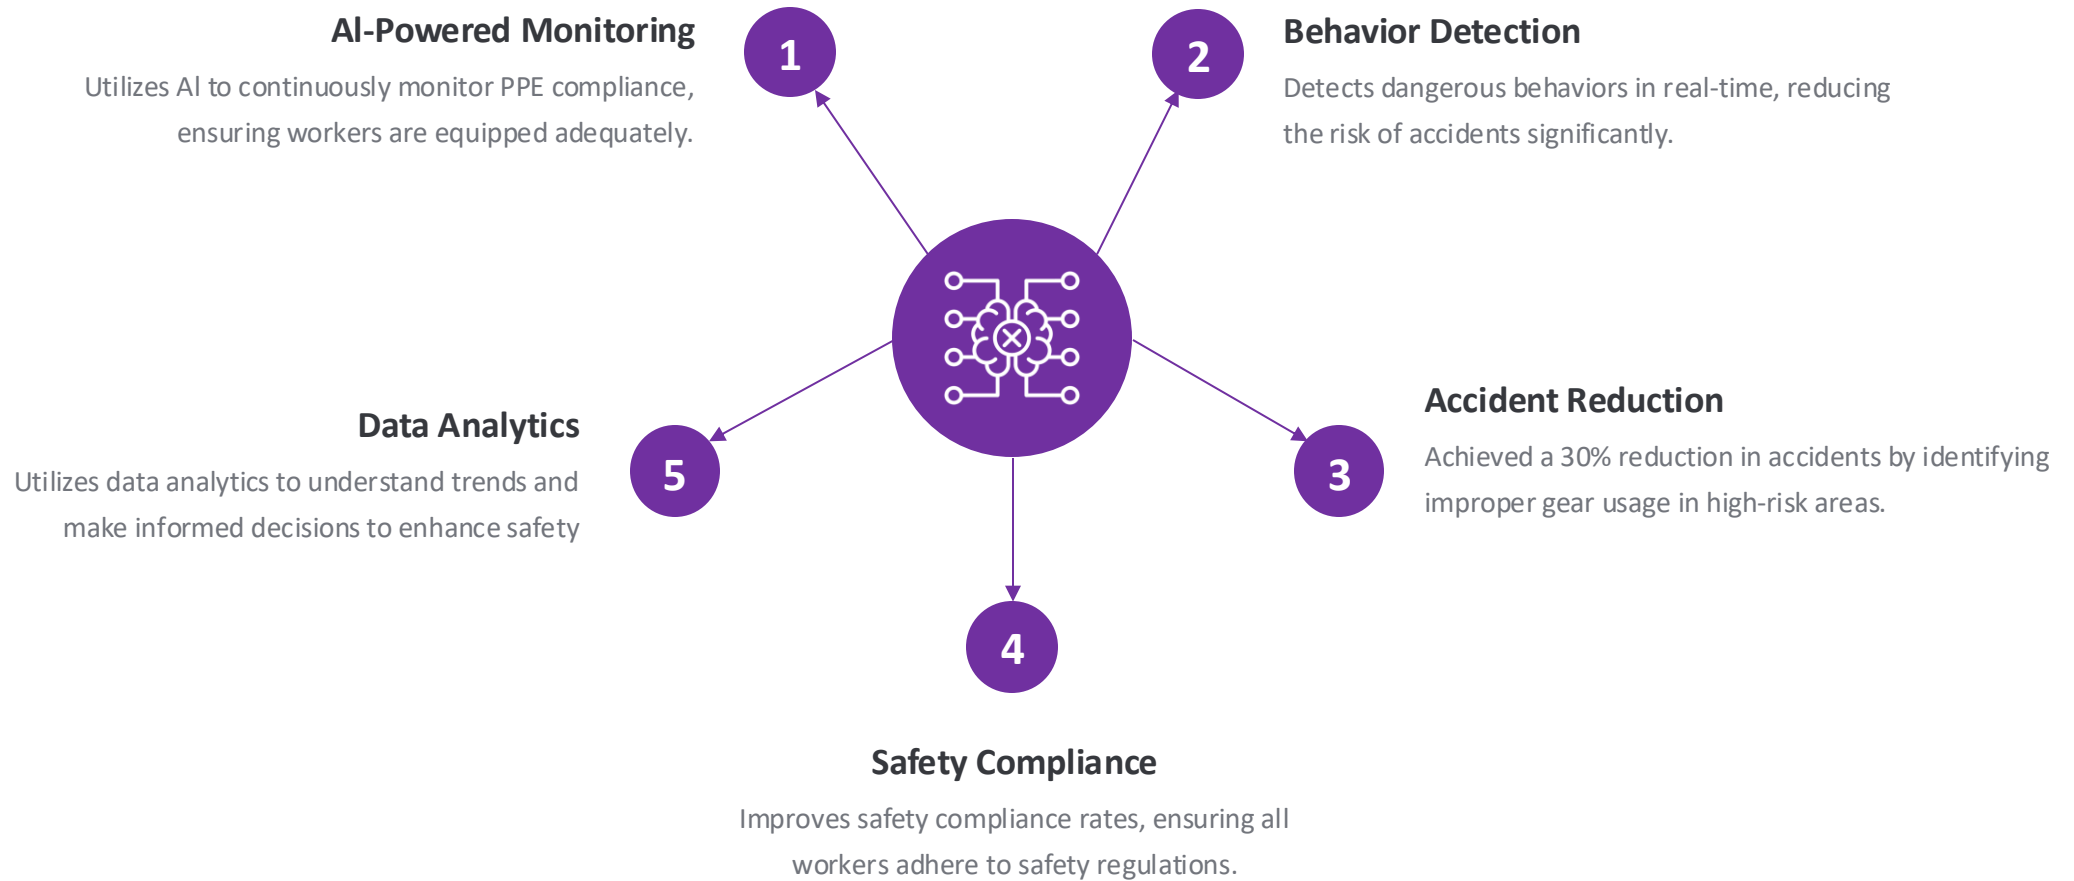 1
AI-Powered Monitoring
Utilizes AI to continuously monitor PPE compliance,
ensuring workers are equipped adequately.
2
Behavior Detection
Detects dangerous behaviors in real-time, reducing
the risk of accidents significantly.
3
Accident Reduction
Achieved a 30% reduction in accidents by identifying
improper gear usage in high-risk areas.
4
Safety Compliance
Improves safety compliance rates, ensuring all
workers adhere to safety regulations.
5
Data Analytics
Utilizes data analytics to understand trends and
make informed decisions to enhance safety